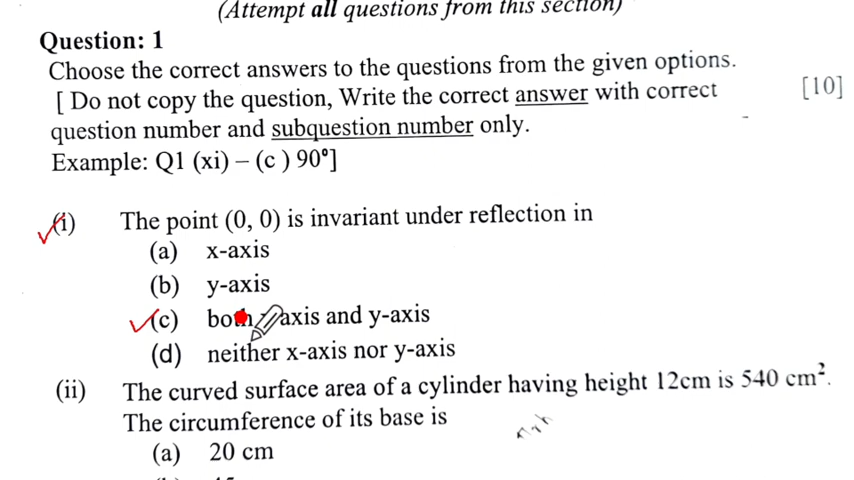 (Attempt all questions from this section)
Question: 1
Choose the correct answers to the questions from the given options. [10]
[ Do not copy the question, Write the correct answer with correct
question number and subquestion number only.
Example: Q1 (xi) – (c ) 90°]
(i) The point (0, 0) is invariant under reflection in
(a) x-axis
(b) y-axis
(c) both axis and y-axis
(d) neither x-axis nor y-axis
(ii) The curved surface area of a cylinder having height 12cm is 540 cm².
The circumference of its base is
(a) 20 cm